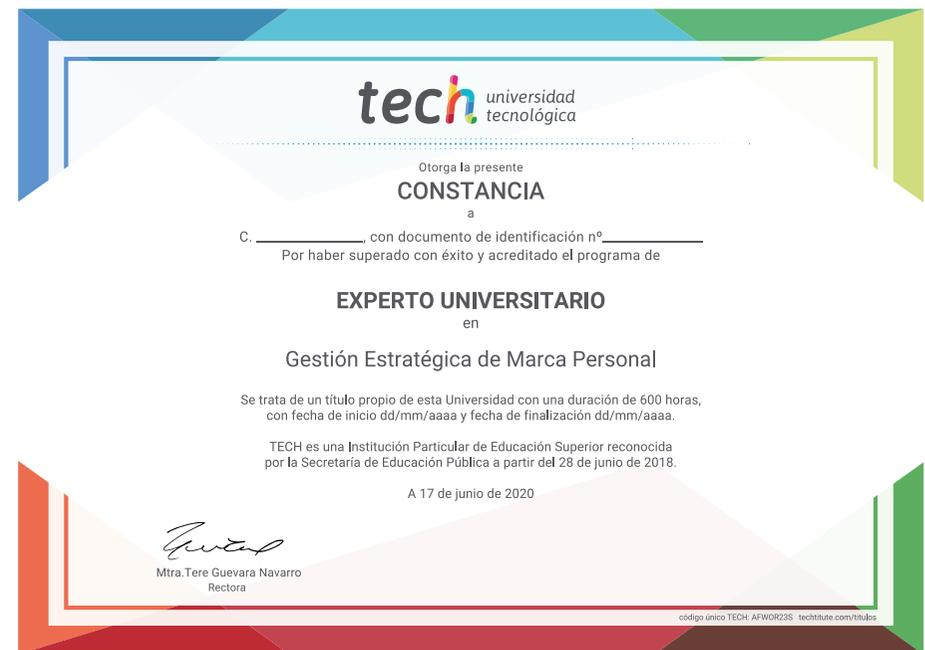 tech universidad
tecnológica
Otorga la presente
CONSTANCIA
a
C. ______________, con documento de identificación nº_____________
Por haber superado con éxito y acreditado el programa de
EXPERTO UNIVERSITARIO
en
Gestión Estratégica de Marca Personal
Se trata de un título propio de esta Universidad con una duración de 600 horas,
con fecha de inicio dd/mm/aaaa y fecha de finalización dd/mm/aaaa.
TECH es una Institución Particular de Educación Superior reconocida
por la Secretaría de Educación Pública a partir del 28 de junio de 2018.
A 17 de junio de 2020
Mtra.Tere Guevara Navarro
Rectora
código único TECH: AFWOR23S techtitute.com/titulos